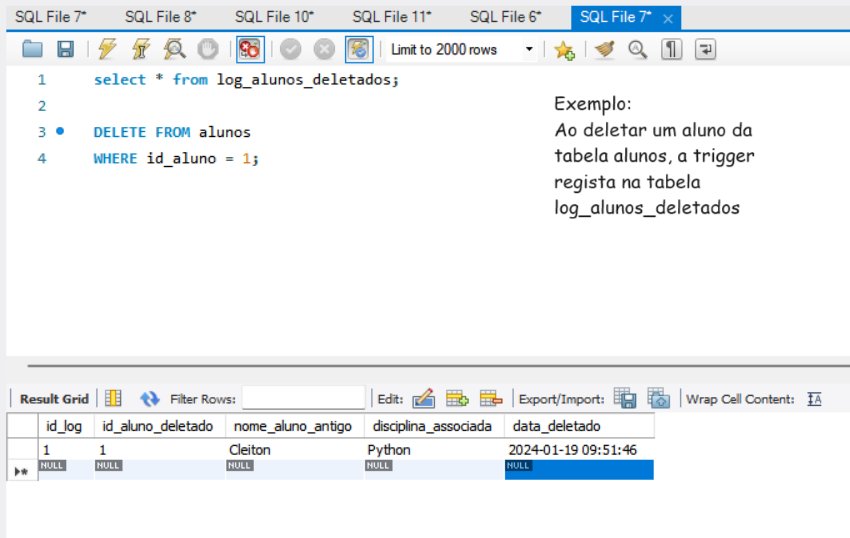 SQL File 7* SQL File 8* SQL File 10* SQL File 11* SQL File 6* SQL File 7*
Limit to 2000 rows
1 select * from log_alunos_deletados;
2
3 DELETE FROM alunos
4 WHERE id_aluno = 1;
Exemplo:
Ao deletar um aluno da
tabela alunos, a trigger
regista na tabela
log_alunos_deletados
Result Grid Filter Rows: Edit: Export/Import: Wrap Cell Content:
id_log id_aluno_deletado nome_aluno_antigo disciplina_associada data_deletado
1 1 Cleiton Python 2024-01-19 09:51:46
NULL NULL NULL NULL NULL